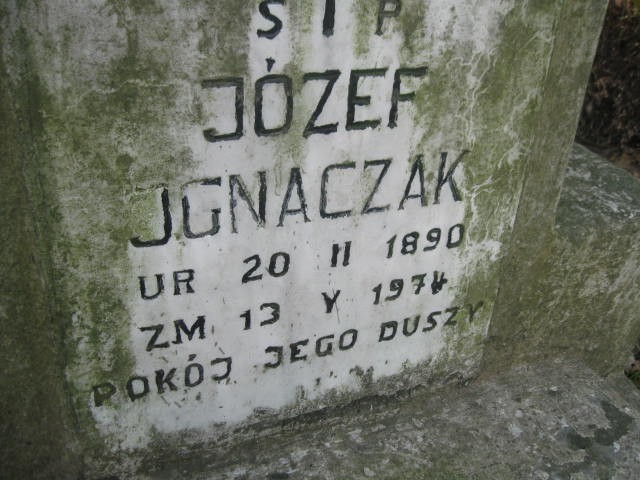 Ś I P
JÓZEF
JGNACZAK
UR 20 II 1890
ZM 13 V 1974
POKÓJ JEGO DUSZY